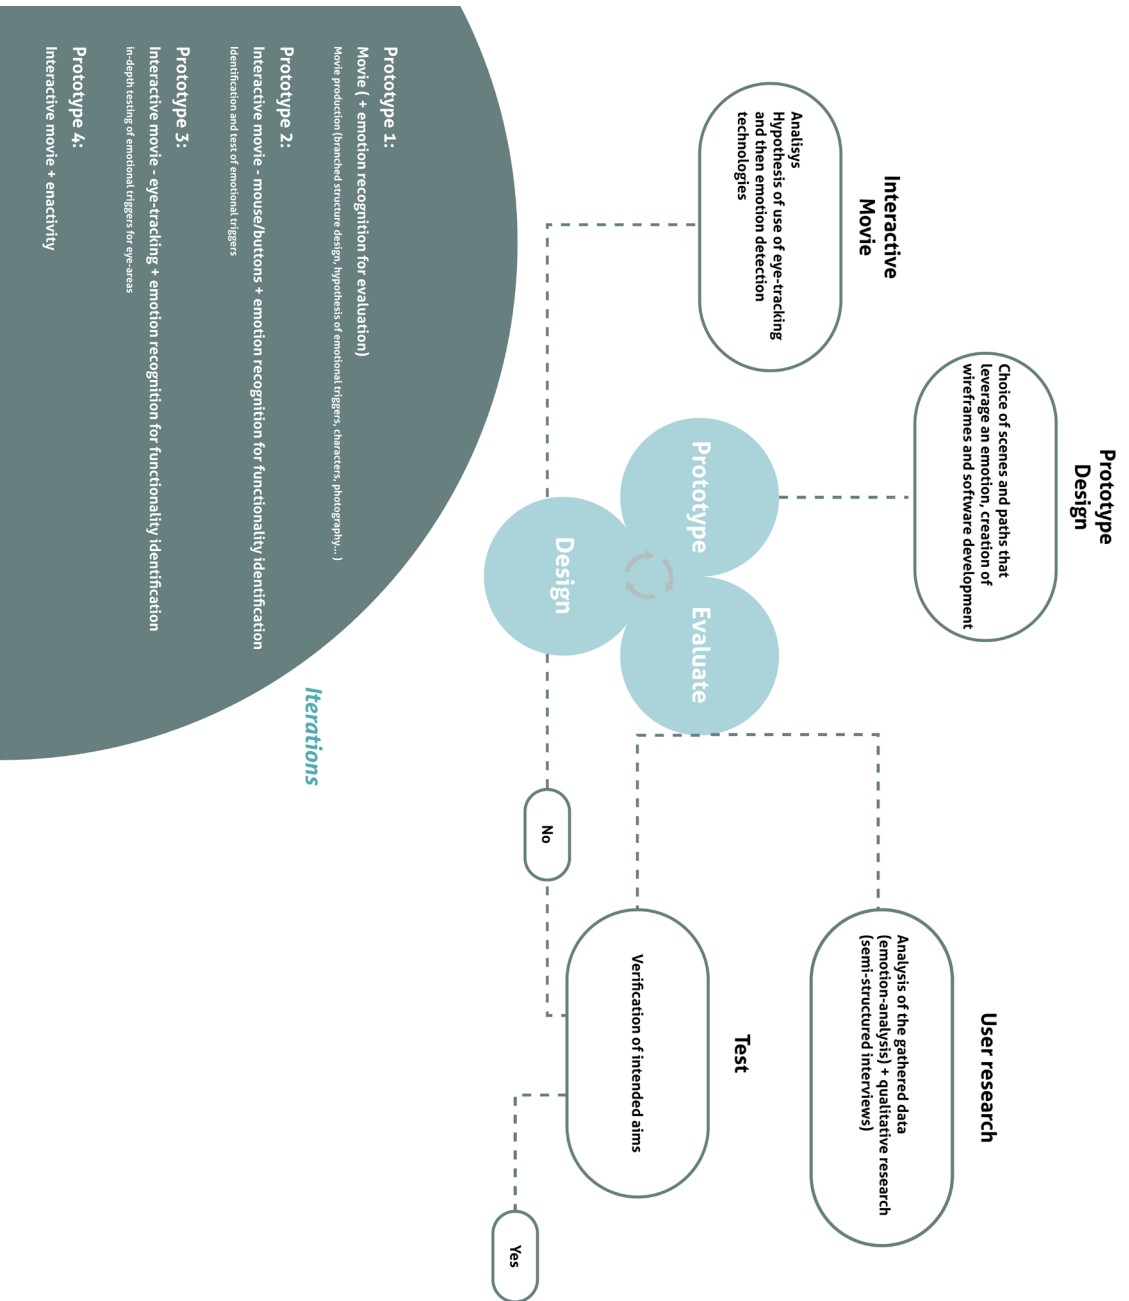 Prototype
Design
Choice of scenes and paths that
leverage an emotion, creation of
wireframes and software development
Interactive
Movie
Analisys
Hypothesis of use of eye-tracking
and then emotion detection
technologies
User research
Analysis of the gathered data
(emotion-analysis) + qualitative research
(semi-structured interviews)
Prototype
Evaluate
Design
Test
Verification of intended aims
No
Yes
Iterations
Prototype 1:
Movie ( + emotion recognition for evaluation)
Movie production (branched structure design, hypothesis of emotional triggers, characters, photography... )
Prototype 2:
Interactive movie - mouse/buttons + emotion recognition for functionality identification
Identification and test of emotional triggers
Prototype 3:
Interactive movie - eye-tracking + emotion recognition for functionality identification
in-depth testing of emotional triggers for eye-areas
Prototype 4:
Interactive movie + enactivity